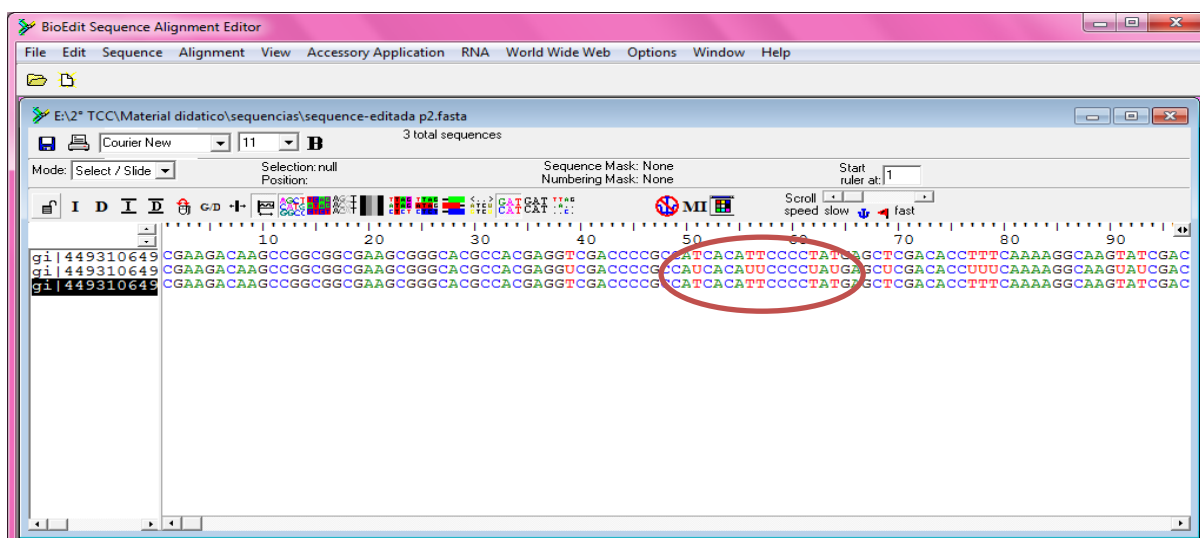 BioEdit Sequence Alignment Editor
File Edit Sequence Alignment View Accessory Application RNA World Wide Web Options Window Help
E:\2° TCC\Material didatico\sequencias\sequence-editada p2.fasta
Courier New 11 B 3 total sequences
Mode: Select / Slide Selection: null Position: Sequence Mask: None Numbering Mask: None Start ruler at: 1
I D I D G/D MI Scroll speed slow fast
10 20 30 40 50 60 70 80 90
gi|449310649 CGAAGACAAGCCGGCGGCGAAGCGGGCACGCCACGAGGTCGACCCCGCCATCACATTCCCCTATGAGCTCGACACCTTTCAAAAGGCAAGTATCGAC
gi|449310649 CGAAGACAAGCCGGCGGCGAAGCGGGCACGCCACGAGGUCGACCCCGCCAUCACAUUCCCCUAUGAGCUCGACACCUUUCAAAAGGCAAGUAUCGAC
gi|449310649 CGAAGACAAGCCGGCGGCGAAGCGGGCACGCCACGAGGTCGACCCCGCCATCACATTCCCCTATGAGCTCGACACCTTTCAAAAGGCAAGTATCGAC